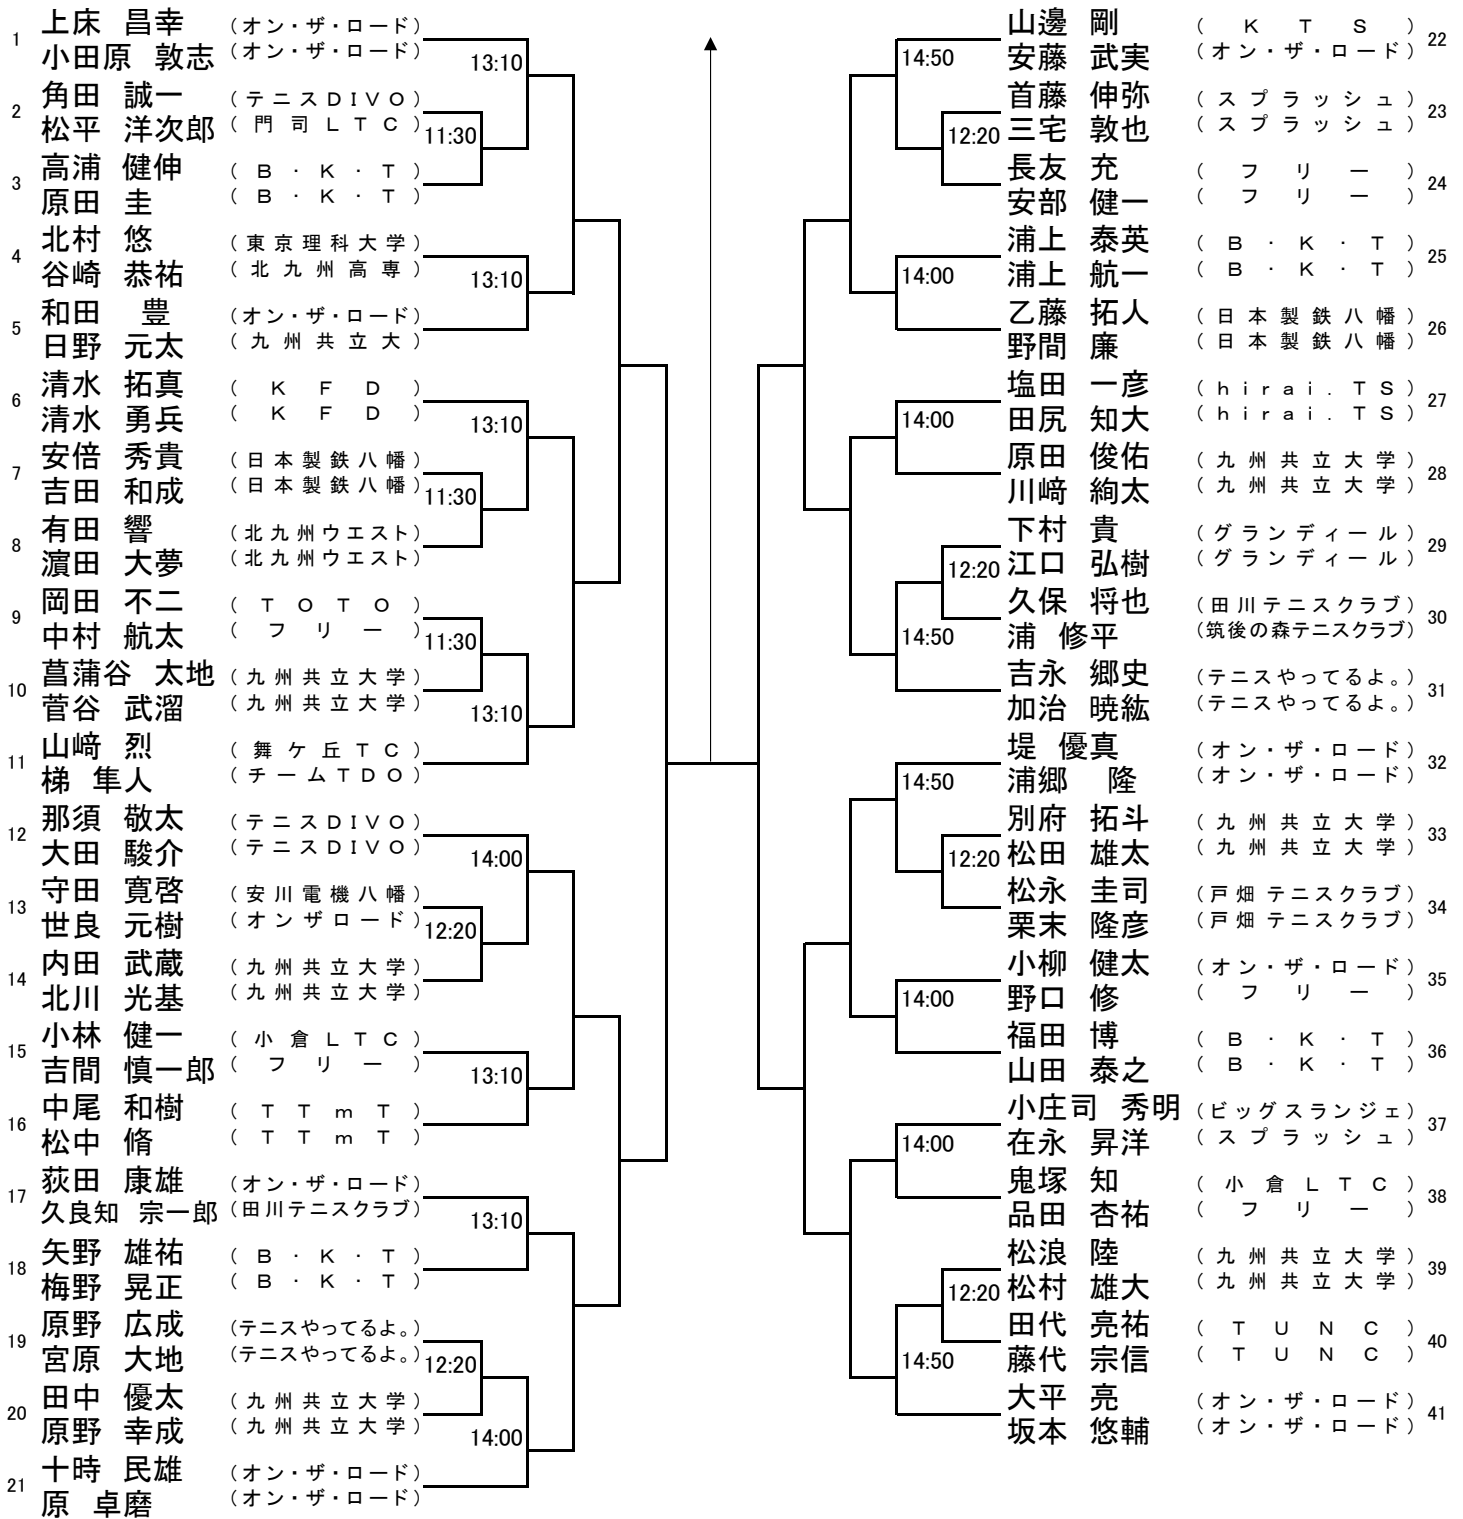 1 上床 昌幸 (オン・ザ・ロード)
小田原 敦志 (オン・ザ・ロード)
13:10
2 角田 誠一 (テニスDIVO)
松平 洋次郎 (門司LTC)
11:30
3 高浦 健伸 (B・K・T)
原田 圭 (B・K・T)
4 北村 悠 (東京理科大学)
谷崎 恭祐 (北九州高専)
13:10
5 和田 豊 (オン・ザ・ロード)
日野 元太 (九州共立大)
6 清水 拓真 (KFD)
清水 勇兵 (KFD)
13:10
7 安倍 秀貴 (日本製鉄八幡)
吉田 和成 (日本製鉄八幡)
11:30
8 有田 響 (北九州ウエスト)
濵田 大夢 (北九州ウエスト)
9 岡田 不二 (TOTO)
中村 航太 (フリー)
11:30
10 菖蒲谷 太地 (九州共立大学)
菅谷 武溜 (九州共立大学)
13:10
11 山﨑 烈 (舞ケ丘TC)
梯 隼人 (チームTDO)
12 那須 敬太 (テニスDIVO)
大田 駿介 (テニスDIVO)
14:00
13 守田 寛啓 (安川電機八幡)
世良 元樹 (オンザロード)
12:20
14 内田 武蔵 (九州共立大学)
北川 光基 (九州共立大学)
15 小林 健一 (小倉LTC)
吉間 慎一郎 (フリー)
13:10
16 中尾 和樹 (TTmT)
松中 脩 (TTmT)
17 荻田 康雄 (オン・ザ・ロード)
久良知 宗一郎 (田川テニスクラブ)
13:10
18 矢野 雄祐 (B・K・T)
梅野 晃正 (B・K・T)
19 原野 広成 (テニスやってるよ。)
宮原 大地 (テニスやってるよ。)
12:20
20 田中 優太 (九州共立大学)
原野 幸成 (九州共立大学)
14:00
21 十時 民雄 (オン・ザ・ロード)
原 卓磨 (オン・ザ・ロード)
山邊 剛 (KTS) 22
安藤 武実 (オン・ザ・ロード)
14:50
首藤 伸弥 (スプラッシュ) 23
三宅 敦也 (スプラッシュ)
12:20
長友 充 (フリー) 24
安部 健一 (フリー)
浦上 泰英 (B・K・T) 25
浦上 航一 (B・K・T)
14:00
乙藤 拓人 (日本製鉄八幡) 26
野間 廉 (日本製鉄八幡)
塩田 一彦 (hirai.TS) 27
田尻 知大 (hirai.TS)
14:00
原田 俊佑 (九州共立大学) 28
川﨑 絢太 (九州共立大学)
下村 貴 (グランディール) 29
江口 弘樹 (グランディール)
12:20
久保 将也 (田川テニスクラブ) 30
浦 修平 (筑後の森テニスクラブ)
14:50
吉永 郷史 (テニスやってるよ。) 31
加治 暁紘 (テニスやってるよ。)
堤 優真 (オン・ザ・ロード) 32
浦郷 隆 (オン・ザ・ロード)
14:50
別府 拓斗 (九州共立大学) 33
松田 雄太 (九州共立大学)
12:20
松永 圭司 (戸畑テニスクラブ) 34
栗末 隆彦 (戸畑テニスクラブ)
小柳 健太 (オン・ザ・ロード) 35
野口 修 (フリー)
14:00
福田 博 (B・K・T) 36
山田 泰之 (B・K・T)
小庄司 秀明 (ビッグスランジェ) 37
在永 昇洋 (スプラッシュ)
14:00
鬼塚 知 (小倉LTC) 38
品田 杏祐 (フリー)
松浪 陸 (九州共立大学) 39
松村 雄大 (九州共立大学)
12:20
田代 亮祐 (TUNC) 40
藤代 宗信 (TUNC)
14:50
大平 亮 (オン・ザ・ロード) 41
坂本 悠輔 (オン・ザ・ロード)